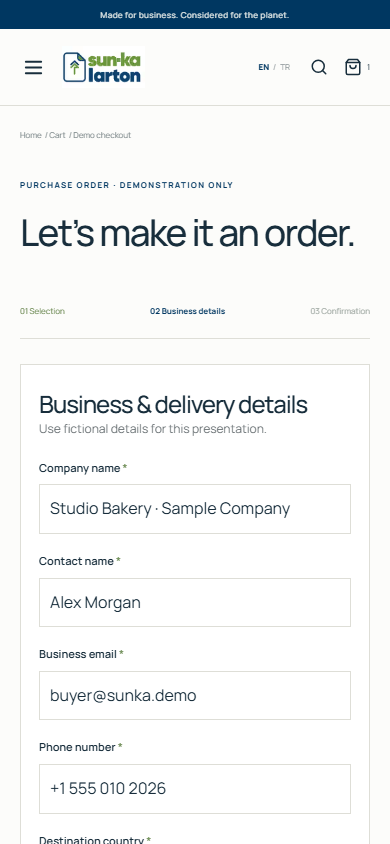 Made for business. Considered for the planet.
sun-ka
larton
EN / TR
1
Home / Cart / Demo checkout
PURCHASE ORDER · DEMONSTRATION ONLY
Let's make it an order.
01 Selection
02 Business details
03 Confirmation
Business & delivery details
Use fictional details for this presentation.
Company name *
Studio Bakery · Sample Company
Contact name *
Alex Morgan
Business email *
buyer@sunka.demo
Phone number *
+1 555 010 2026
Destination country *